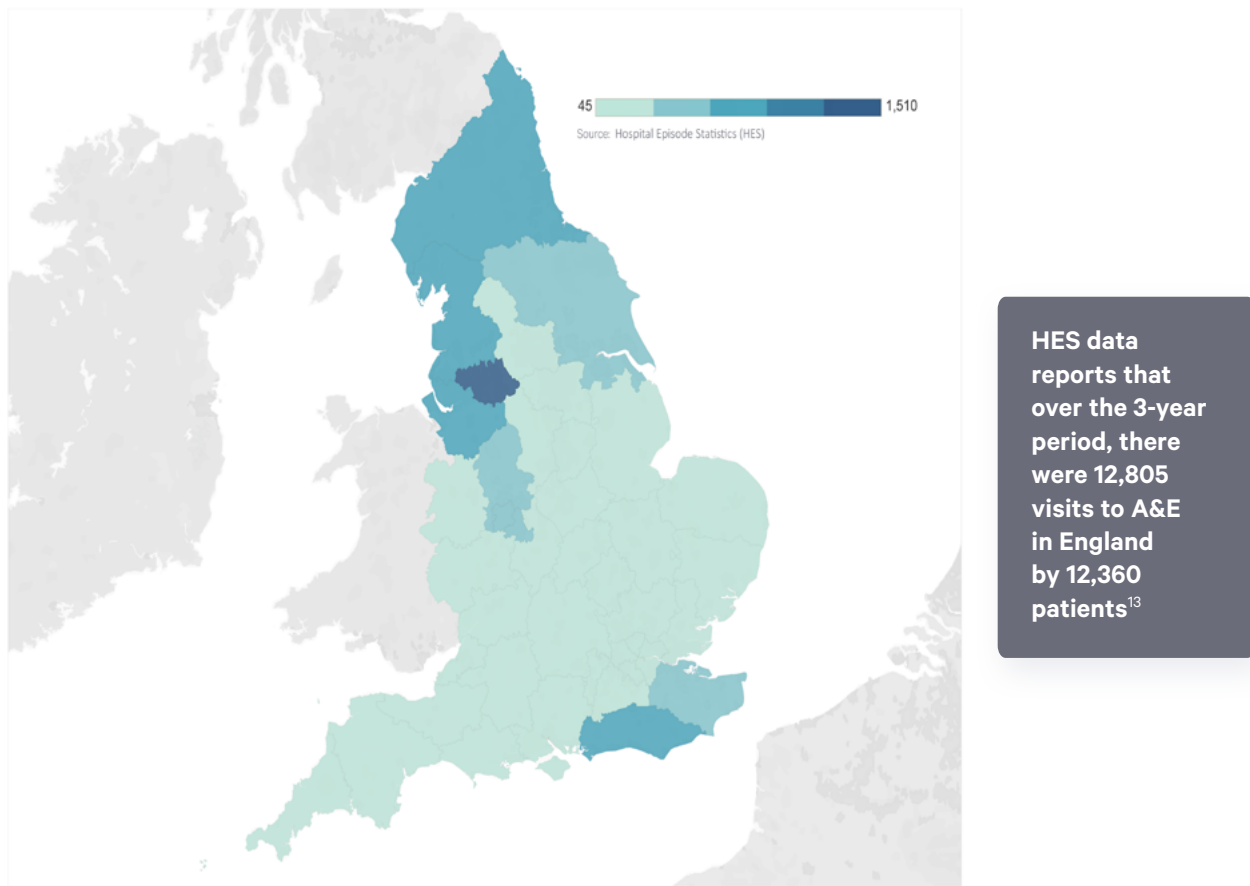 45 1,510
Source: Hospital Episode Statistics (HES)
HES data
reports that
over the 3-year
period, there
were 12,805
visits to A&E
in England
by 12,360
patients13